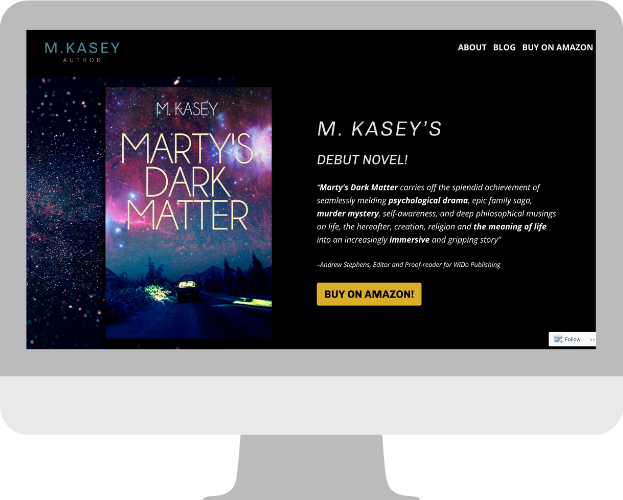 M.KASEY
AUTHOR
ABOUT BLOG BUY ON AMAZON
M. KASEY
MARTY'S
DARK
MATTER
M. KASEY'S
DEBUT NOVEL!
"Marty's Dark Matter carries off the splendid achievement of
seamlessly melding psychological drama, epic family saga,
murder mystery, self-awareness, and deep philosophical musings
on life, the hereafter, creation, religion and the meaning of life
into an increasingly immersive and gripping story"
–Andrew Stephens, Editor and Proof-reader for WiDo Publishing
BUY ON AMAZON!
Follow